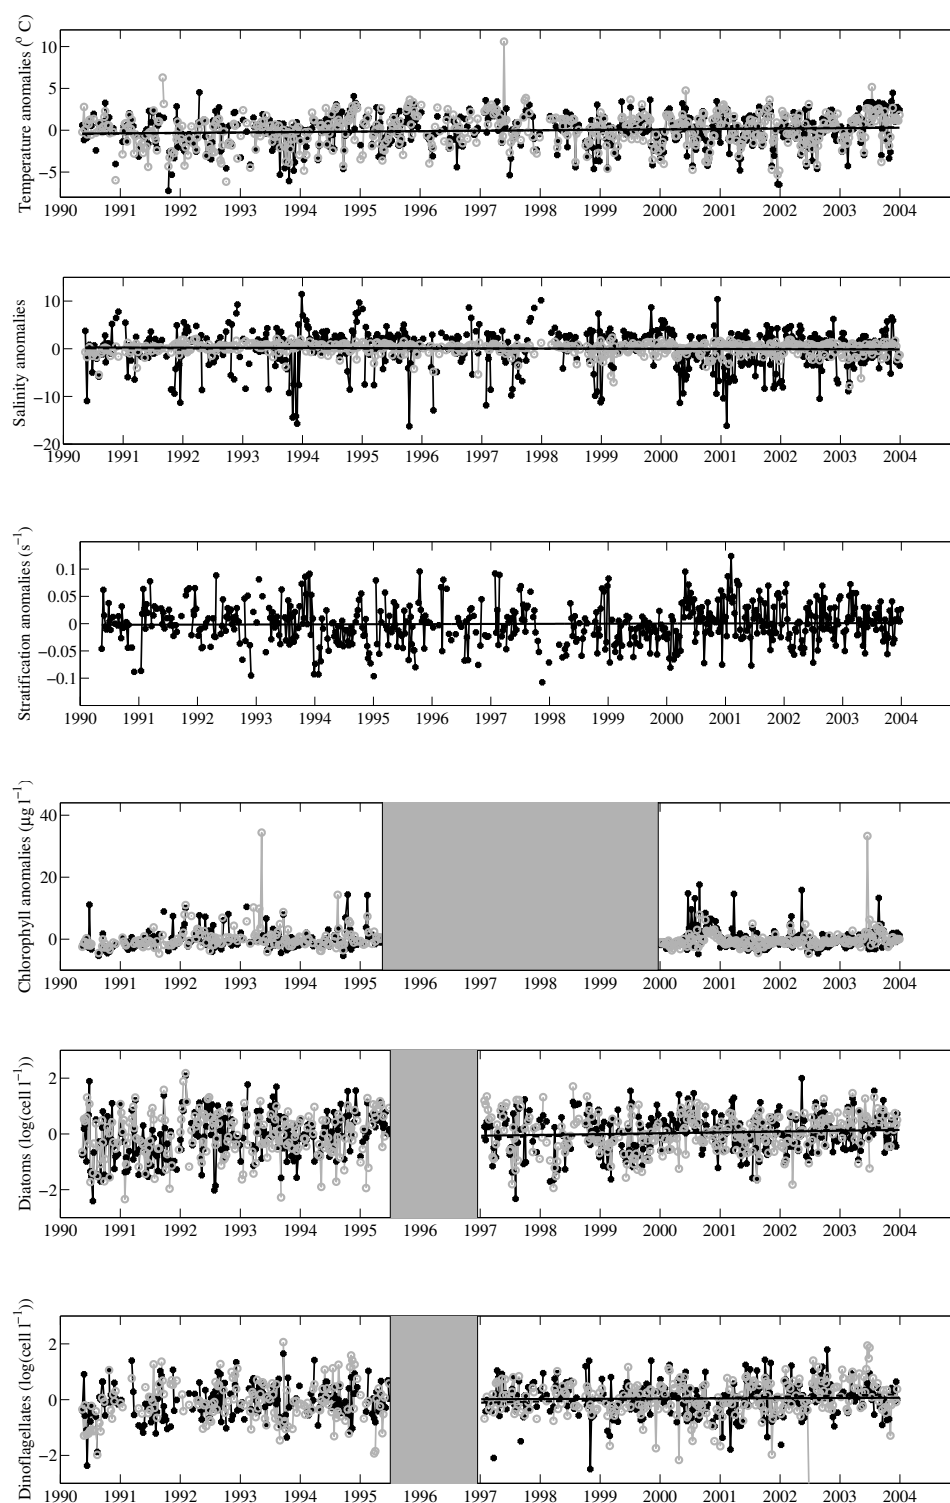 Temperature anomalies (° C)
10
5
0
−5
1990 1991 1992 1993 1994 1995 1996 1997 1998 1999 2000 2001 2002 2003 2004
Salinity anomalies
10
0
−10
−20
1990 1991 1992 1993 1994 1995 1996 1997 1998 1999 2000 2001 2002 2003 2004
Stratification anomalies (s⁻¹)
0.1
0.05
0
−0.05
−0.1
1990 1991 1992 1993 1994 1995 1996 1997 1998 1999 2000 2001 2002 2003 2004
Chlorophyll anomalies (μg l⁻¹)
40
20
0
1990 1991 1992 1993 1994 1995 1996 1998 1999 2000 2001 2002 2003 2004
Diatoms (log(cell l⁻¹))
2
0
−2
1990 1991 1992 1993 1994 1995 1996 1997 1998 1999 2000 2001 2002 2003 2004
Dinoflagellates (log(cell l⁻¹))
2
0
−2
1990 1991 1992 1993 1994 1995 1996 1997 1998 1999 2000 2001 2002 2003 2004